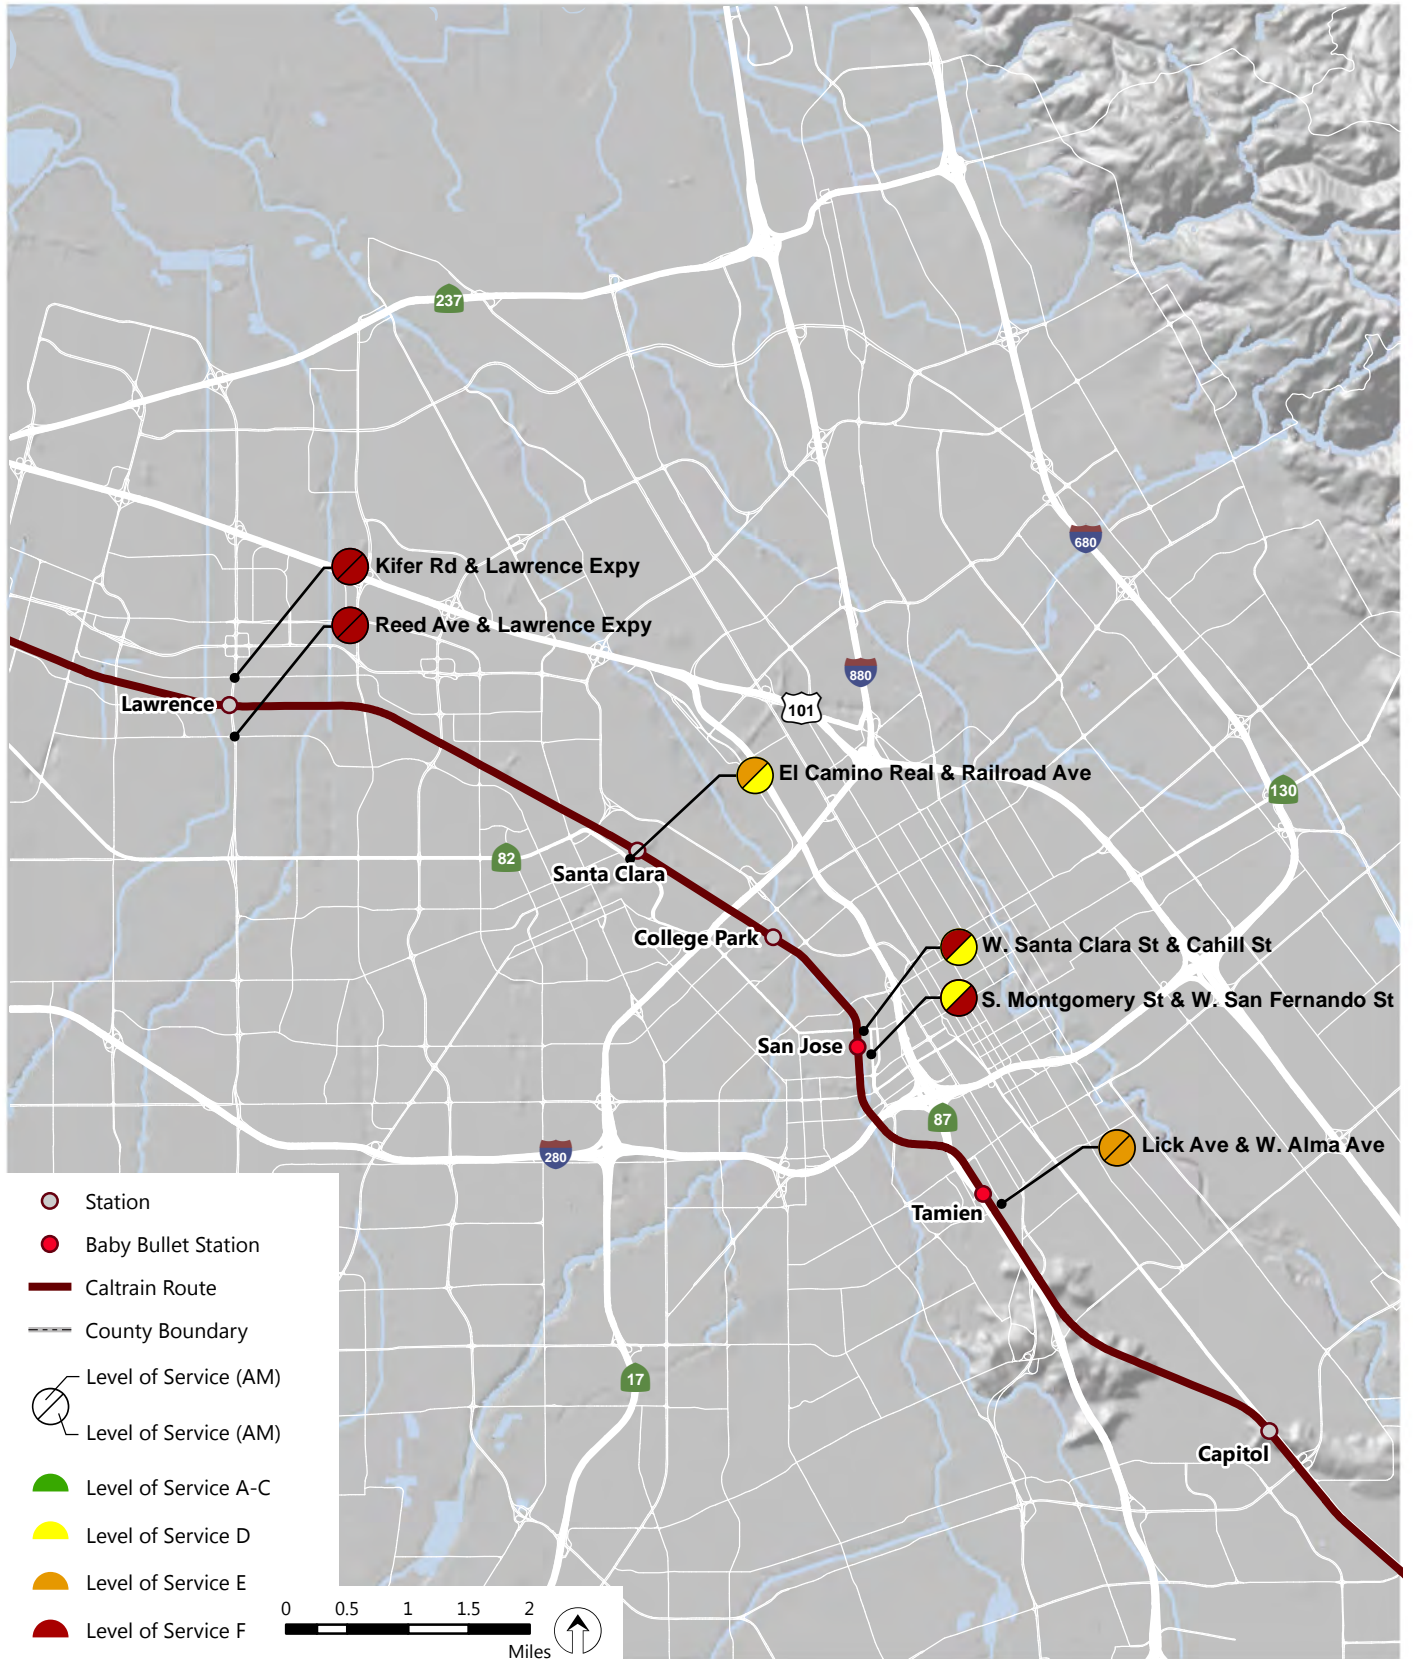 237
680
Kifer Rd & Lawrence Expy
Reed Ave & Lawrence Expy
880
101
Lawrence
El Camino Real & Railroad Ave
130
82
Santa Clara
College Park
W. Santa Clara St & Cahill St
S. Montgomery St & W. San Fernando St
San Jose
87
280
Lick Ave & W. Alma Ave
Tamien
17
Capitol
Station
Baby Bullet Station
Caltrain Route
County Boundary
Level of Service (AM)
Level of Service (AM)
Level of Service A-C
Level of Service D
Level of Service E
Level of Service F
0 0.5 1 1.5 2
Miles